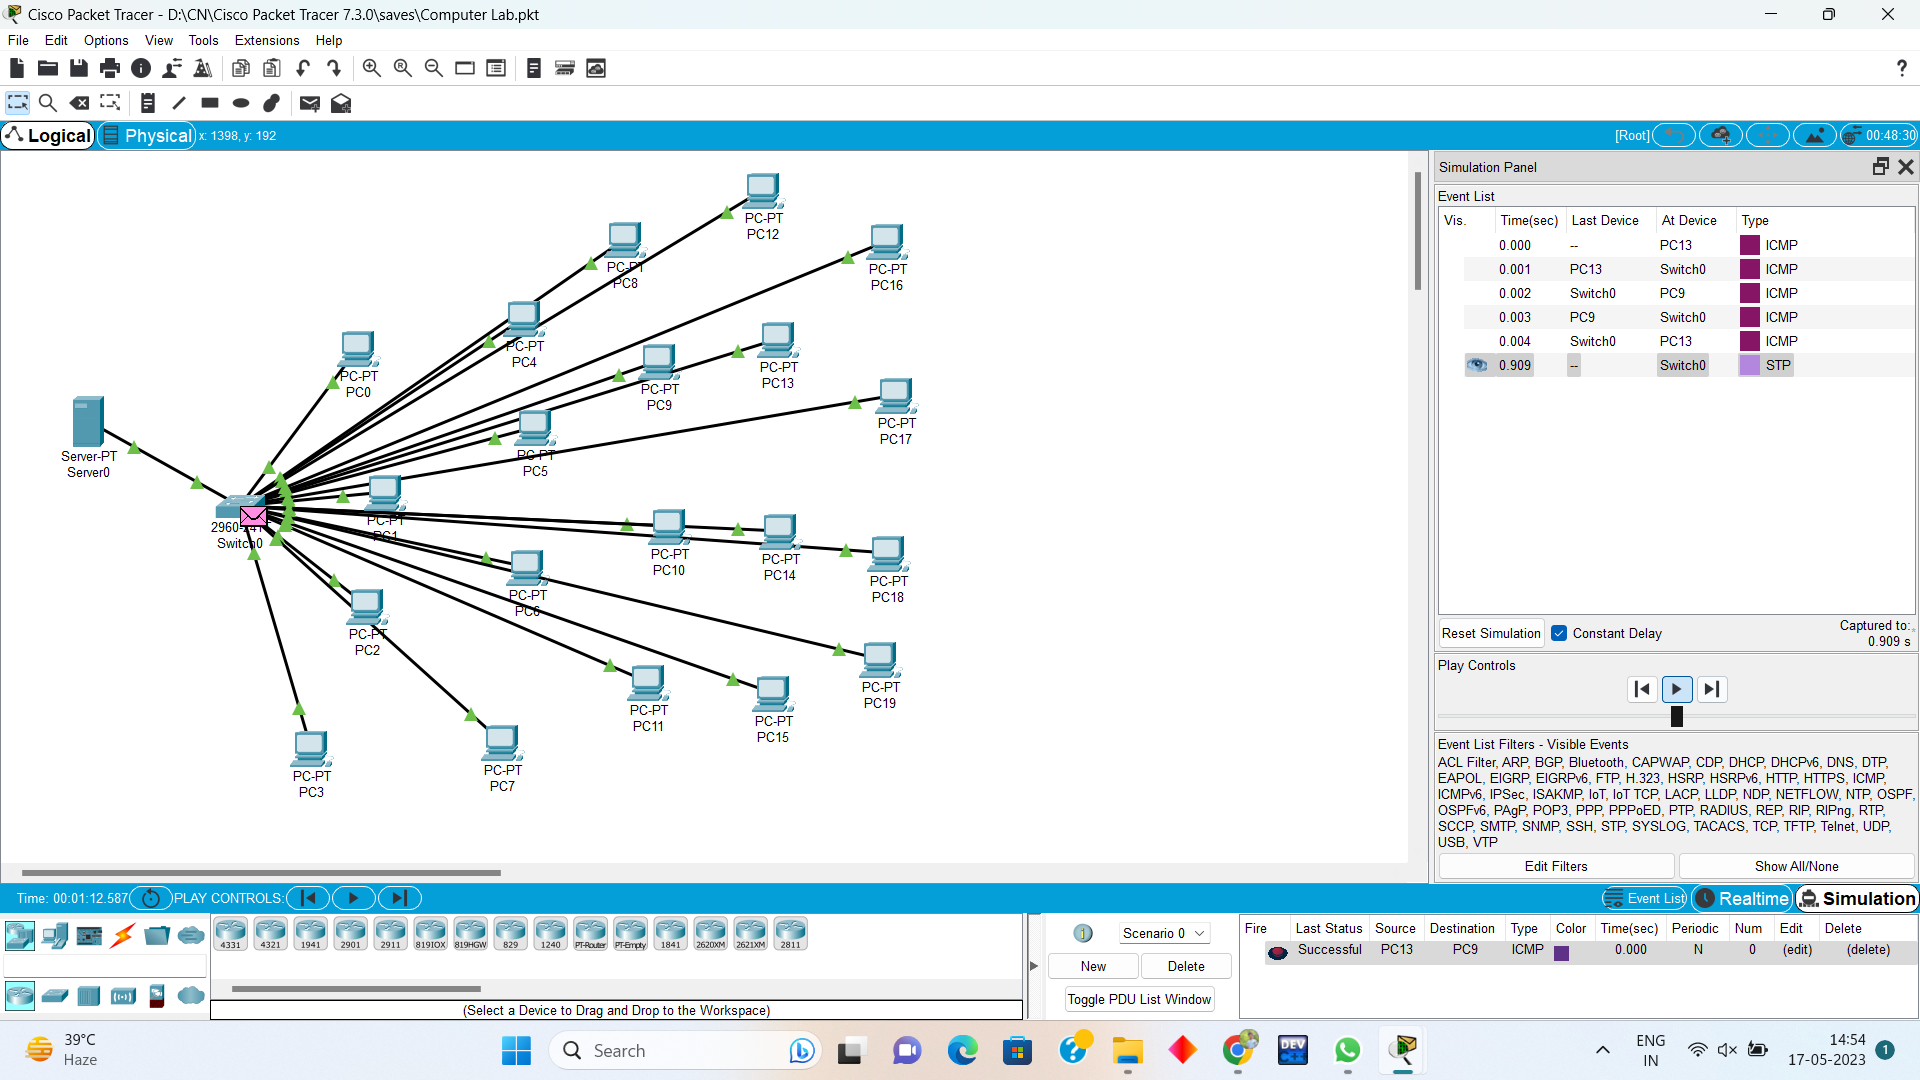 Cisco Packet Tracer - D:\CN\Cisco Packet Tracer 7.3.0\saves\Computer Lab.pkt
File Edit Options View Tools Extensions Help
Logical Physical x: 1398, y: 192 [Root] 00:48:30
PC-PT
PC12
PC-PT
PC8
PC-PT
PC16
PC-PT
PC4
PC-PT
PC0
PC-PT
PC13
PC-PT
PC9
PC-PT
PC17
Server-PT
Server0
PC-PT
PC5
PC-PT
PC1
2960-24TT
Switch0
PC-PT
PC10
PC-PT
PC14
PC-PT
PC18
PC-PT
PC6
PC-PT
PC2
PC-PT
PC19
PC-PT
PC11
PC-PT
PC15
PC-PT
PC3
PC-PT
PC7
Simulation Panel
Event List
Vis. Time(sec) Last Device At Device Type
0.000 -- PC13 ICMP
0.001 PC13 Switch0 ICMP
0.002 Switch0 PC9 ICMP
0.003 PC9 Switch0 ICMP
0.004 Switch0 PC13 ICMP
0.909 -- Switch0 STP
Reset Simulation Constant Delay Captured to:
0.909 s
Play Controls
Event List Filters - Visible Events
ACL Filter, ARP, BGP, Bluetooth, CAPWAP, CDP, DHCP, DHCPv6, DNS, DTP,
EAPOL, EIGRP, EIGRPv6, FTP, H.323, HSRP, HSRPv6, HTTP, HTTPS, ICMP,
ICMPv6, IPSec, ISAKMP, IoT, IoT TCP, LACP, LLDP, NDP, NETFLOW, NTP, OSPF,
OSPFv6, PAgP, POP3, PPP, PPPoED, PTP, RADIUS, REP, RIP, RIPng, RTP,
SCCP, SMTP, SNMP, SSH, STP, SYSLOG, TACACS, TCP, TFTP, Telnet, UDP,
USB, VTP
Edit Filters Show All/None
Time: 00:01:12.587 PLAY CONTROLS: Event List Realtime Simulation
4331 4321 1941 2901 2911 819IOX 819HGW 829 1240 PT-Router PT-Empty 1841 2620XM 2621XM 2811
(Select a Device to Drag and Drop to the Workspace)
Scenario 0
New Delete
Toggle PDU List Window
Fire Last Status Source Destination Type Color Time(sec) Periodic Num Edit Delete
Successful PC13 PC9 ICMP 0.000 N 0 (edit) (delete)
39°C
Haze
Search
DEV
C++
ENG
IN
14:54
17-05-2023
1